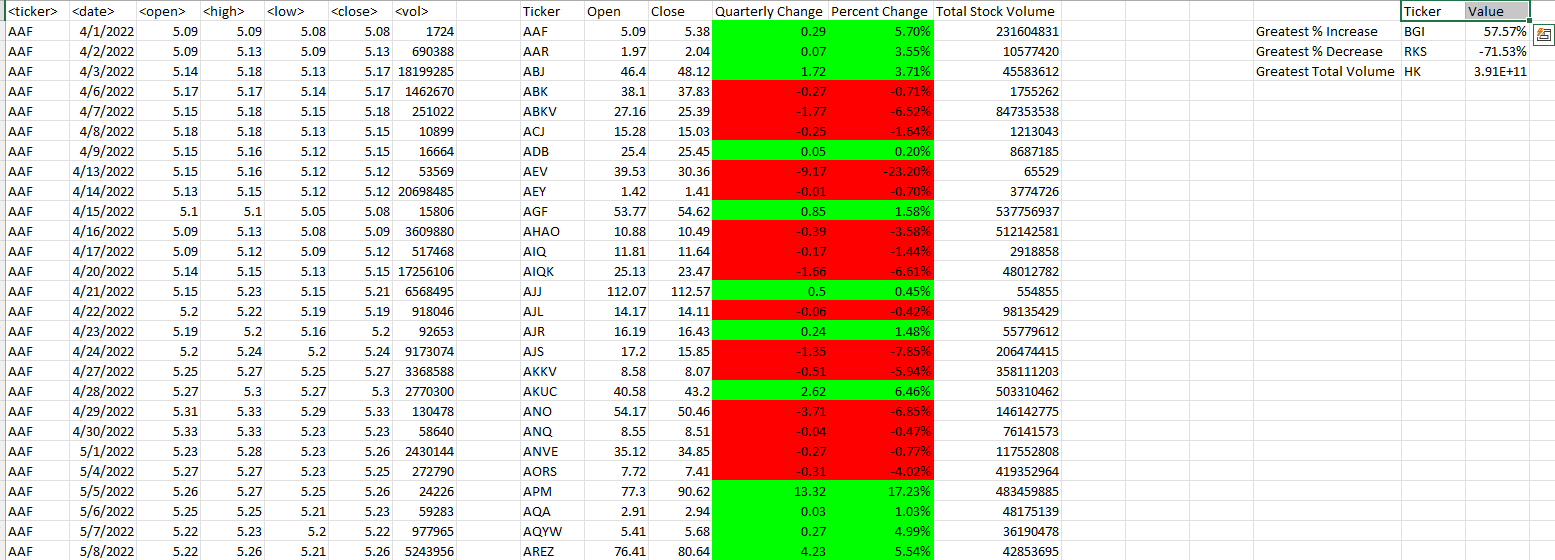 <ticker> <date> <open> <high> <low> <close> <vol> Ticker Open Close Quarterly Change Percent Change Total Stock Volume Ticker Value
AAF 4/1/2022 5.09 5.09 5.08 5.08 1724 AAF 5.09 5.38 0.29 5.70% 231604831 Greatest % Increase BGI 57.57%
AAF 4/2/2022 5.09 5.13 5.09 5.13 690388 AAR 1.97 2.04 0.07 3.55% 10577420 Greatest % Decrease RKS -71.53%
AAF 4/3/2022 5.14 5.18 5.13 5.17 18199285 ABJ 46.4 48.12 1.72 3.71% 45583612 Greatest Total Volume HK 3.91E+11
AAF 4/6/2022 5.17 5.17 5.14 5.17 1462670 ABK 38.1 37.83 -0.27 -0.71% 1755262
AAF 4/7/2022 5.15 5.18 5.15 5.18 251022 ABKV 27.16 25.39 -1.77 -6.52% 847353538
AAF 4/8/2022 5.18 5.18 5.13 5.15 10899 ACJ 15.28 15.03 -0.25 -1.64% 1213043
AAF 4/9/2022 5.15 5.16 5.12 5.15 16664 ADB 25.4 25.45 0.05 0.20% 8687185
AAF 4/13/2022 5.15 5.16 5.12 5.12 53569 AEV 39.53 30.36 -9.17 -23.20% 65529
AAF 4/14/2022 5.13 5.15 5.12 5.12 20698485 AEY 1.42 1.41 -0.01 -0.70% 3774726
AAF 4/15/2022 5.1 5.1 5.05 5.08 15806 AGF 53.77 54.62 0.85 1.58% 537756937
AAF 4/16/2022 5.09 5.13 5.08 5.09 3609880 AHAO 10.88 10.49 -0.39 -3.58% 512142581
AAF 4/17/2022 5.09 5.12 5.09 5.12 517468 AIQ 11.81 11.64 -0.17 -1.44% 2918858
AAF 4/20/2022 5.14 5.15 5.13 5.15 17256106 AIQK 25.13 23.47 -1.66 -6.61% 48012782
AAF 4/21/2022 5.15 5.23 5.15 5.21 6568495 AJJ 112.07 112.57 0.5 0.45% 554855
AAF 4/22/2022 5.2 5.22 5.19 5.19 918046 AJL 14.17 14.11 -0.06 -0.42% 98135429
AAF 4/23/2022 5.19 5.2 5.16 5.2 92653 AJR 16.19 16.43 0.24 1.48% 55779612
AAF 4/24/2022 5.2 5.24 5.2 5.24 9173074 AJS 17.2 15.85 -1.35 -7.85% 206474415
AAF 4/27/2022 5.25 5.27 5.25 5.27 3368588 AKKV 8.58 8.07 -0.51 -5.94% 358111203
AAF 4/28/2022 5.27 5.3 5.27 5.3 2770300 AKUC 40.58 43.2 2.62 6.46% 503310462
AAF 4/29/2022 5.31 5.33 5.29 5.33 130478 ANO 54.17 50.46 -3.71 -6.85% 146142775
AAF 4/30/2022 5.33 5.33 5.23 5.23 58640 ANQ 8.55 8.51 -0.04 -0.47% 76141573
AAF 5/1/2022 5.23 5.28 5.23 5.26 2430144 ANVE 35.12 34.85 -0.27 -0.77% 117552808
AAF 5/4/2022 5.27 5.27 5.23 5.25 272790 AORS 7.72 7.41 -0.31 -4.02% 419352964
AAF 5/5/2022 5.26 5.27 5.25 5.26 24226 APM 77.3 90.62 13.32 17.23% 483459885
AAF 5/6/2022 5.25 5.25 5.21 5.23 59283 AQA 2.91 2.94 0.03 1.03% 48175139
AAF 5/7/2022 5.22 5.23 5.2 5.22 977965 AQYW 5.41 5.68 0.27 4.99% 36190478
AAF 5/8/2022 5.22 5.26 5.21 5.26 5243956 AREZ 76.41 80.64 4.23 5.54% 42853695